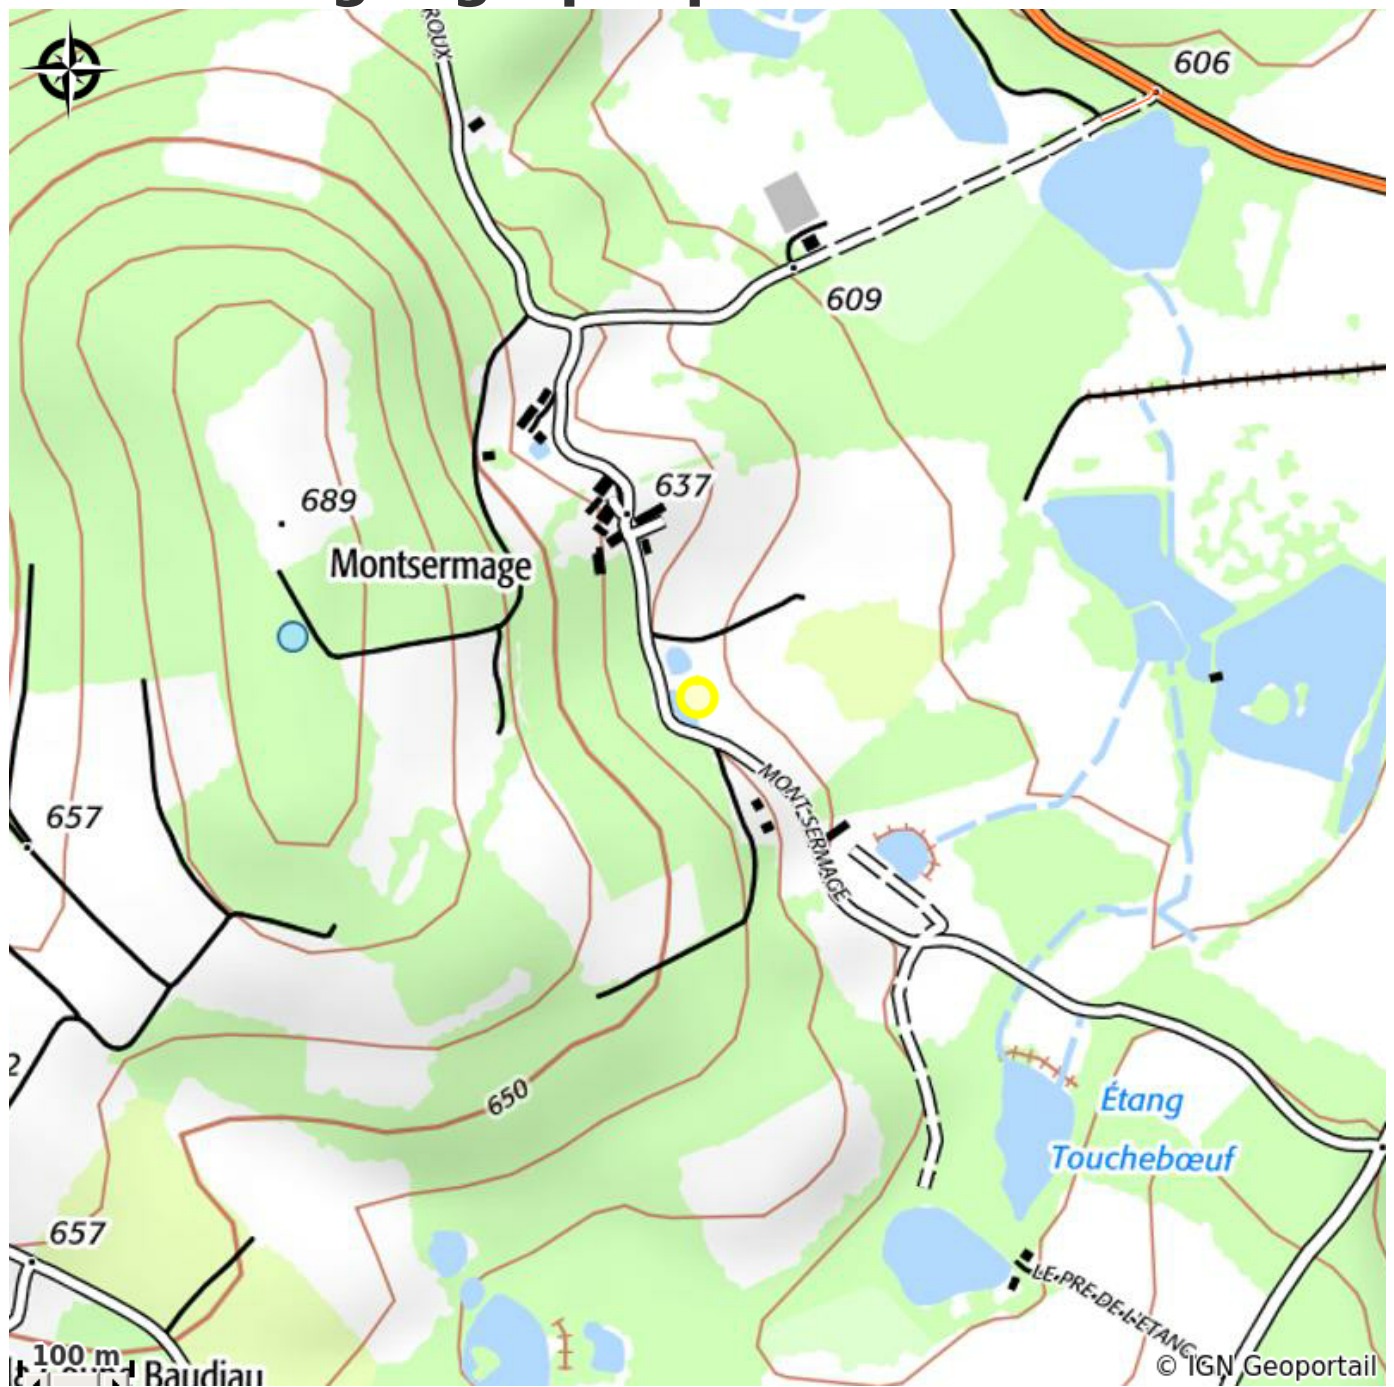 606
609
637
689
Montsermage
MONT-SERMAGE
657
650
Étang
Touchebœuf
657
LE PRE DE L'ETANG
100 m
Baudiau
© IGN Geoportail